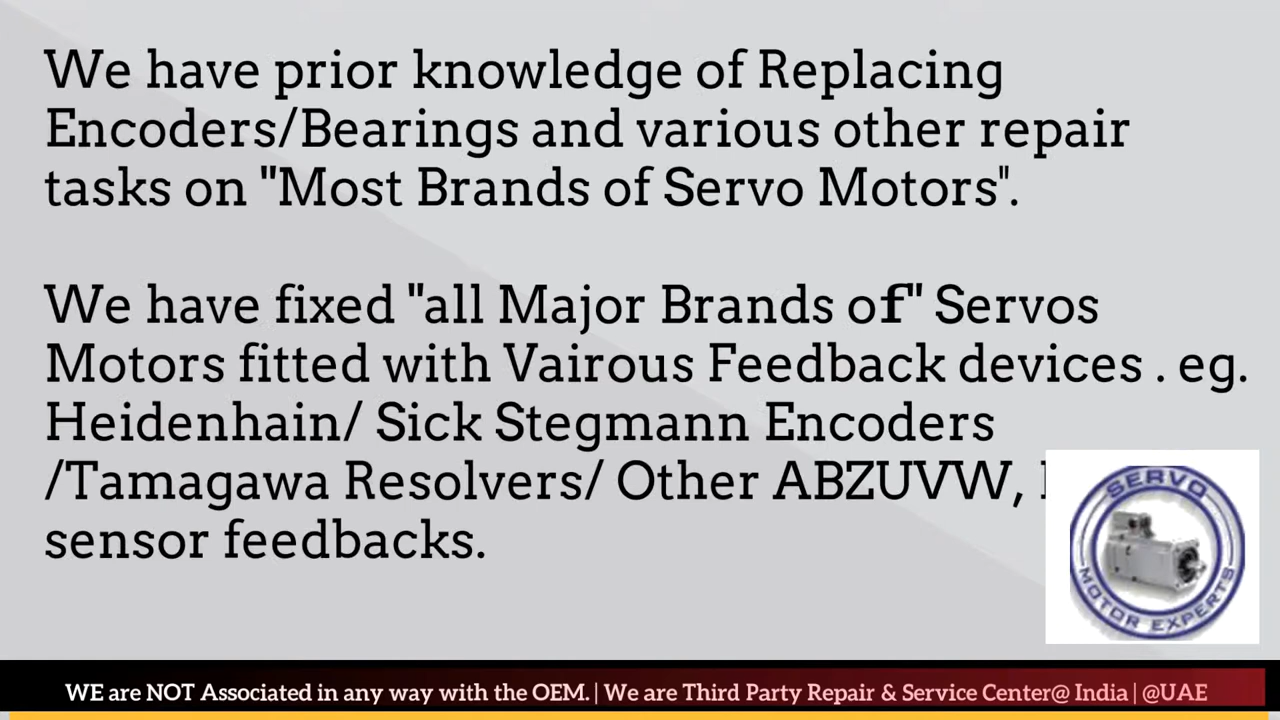 We have prior knowledge of Replacing
Encoders/Bearings and various other repair
tasks on "Most Brands of Servo Motors".
We have fixed "all Major Brands of" Servos
Motors fitted with Vairous Feedback devices . eg.
Heidenhain/ Sick Stegmann Encoders
/Tamagawa Resolvers/ Other ABZUVW,
sensor feedbacks.
SERVO
MOTOR EXPERTS
WE are NOT Associated in any way with the OEM. | We are Third Party Repair & Service Center@ India | @UAE